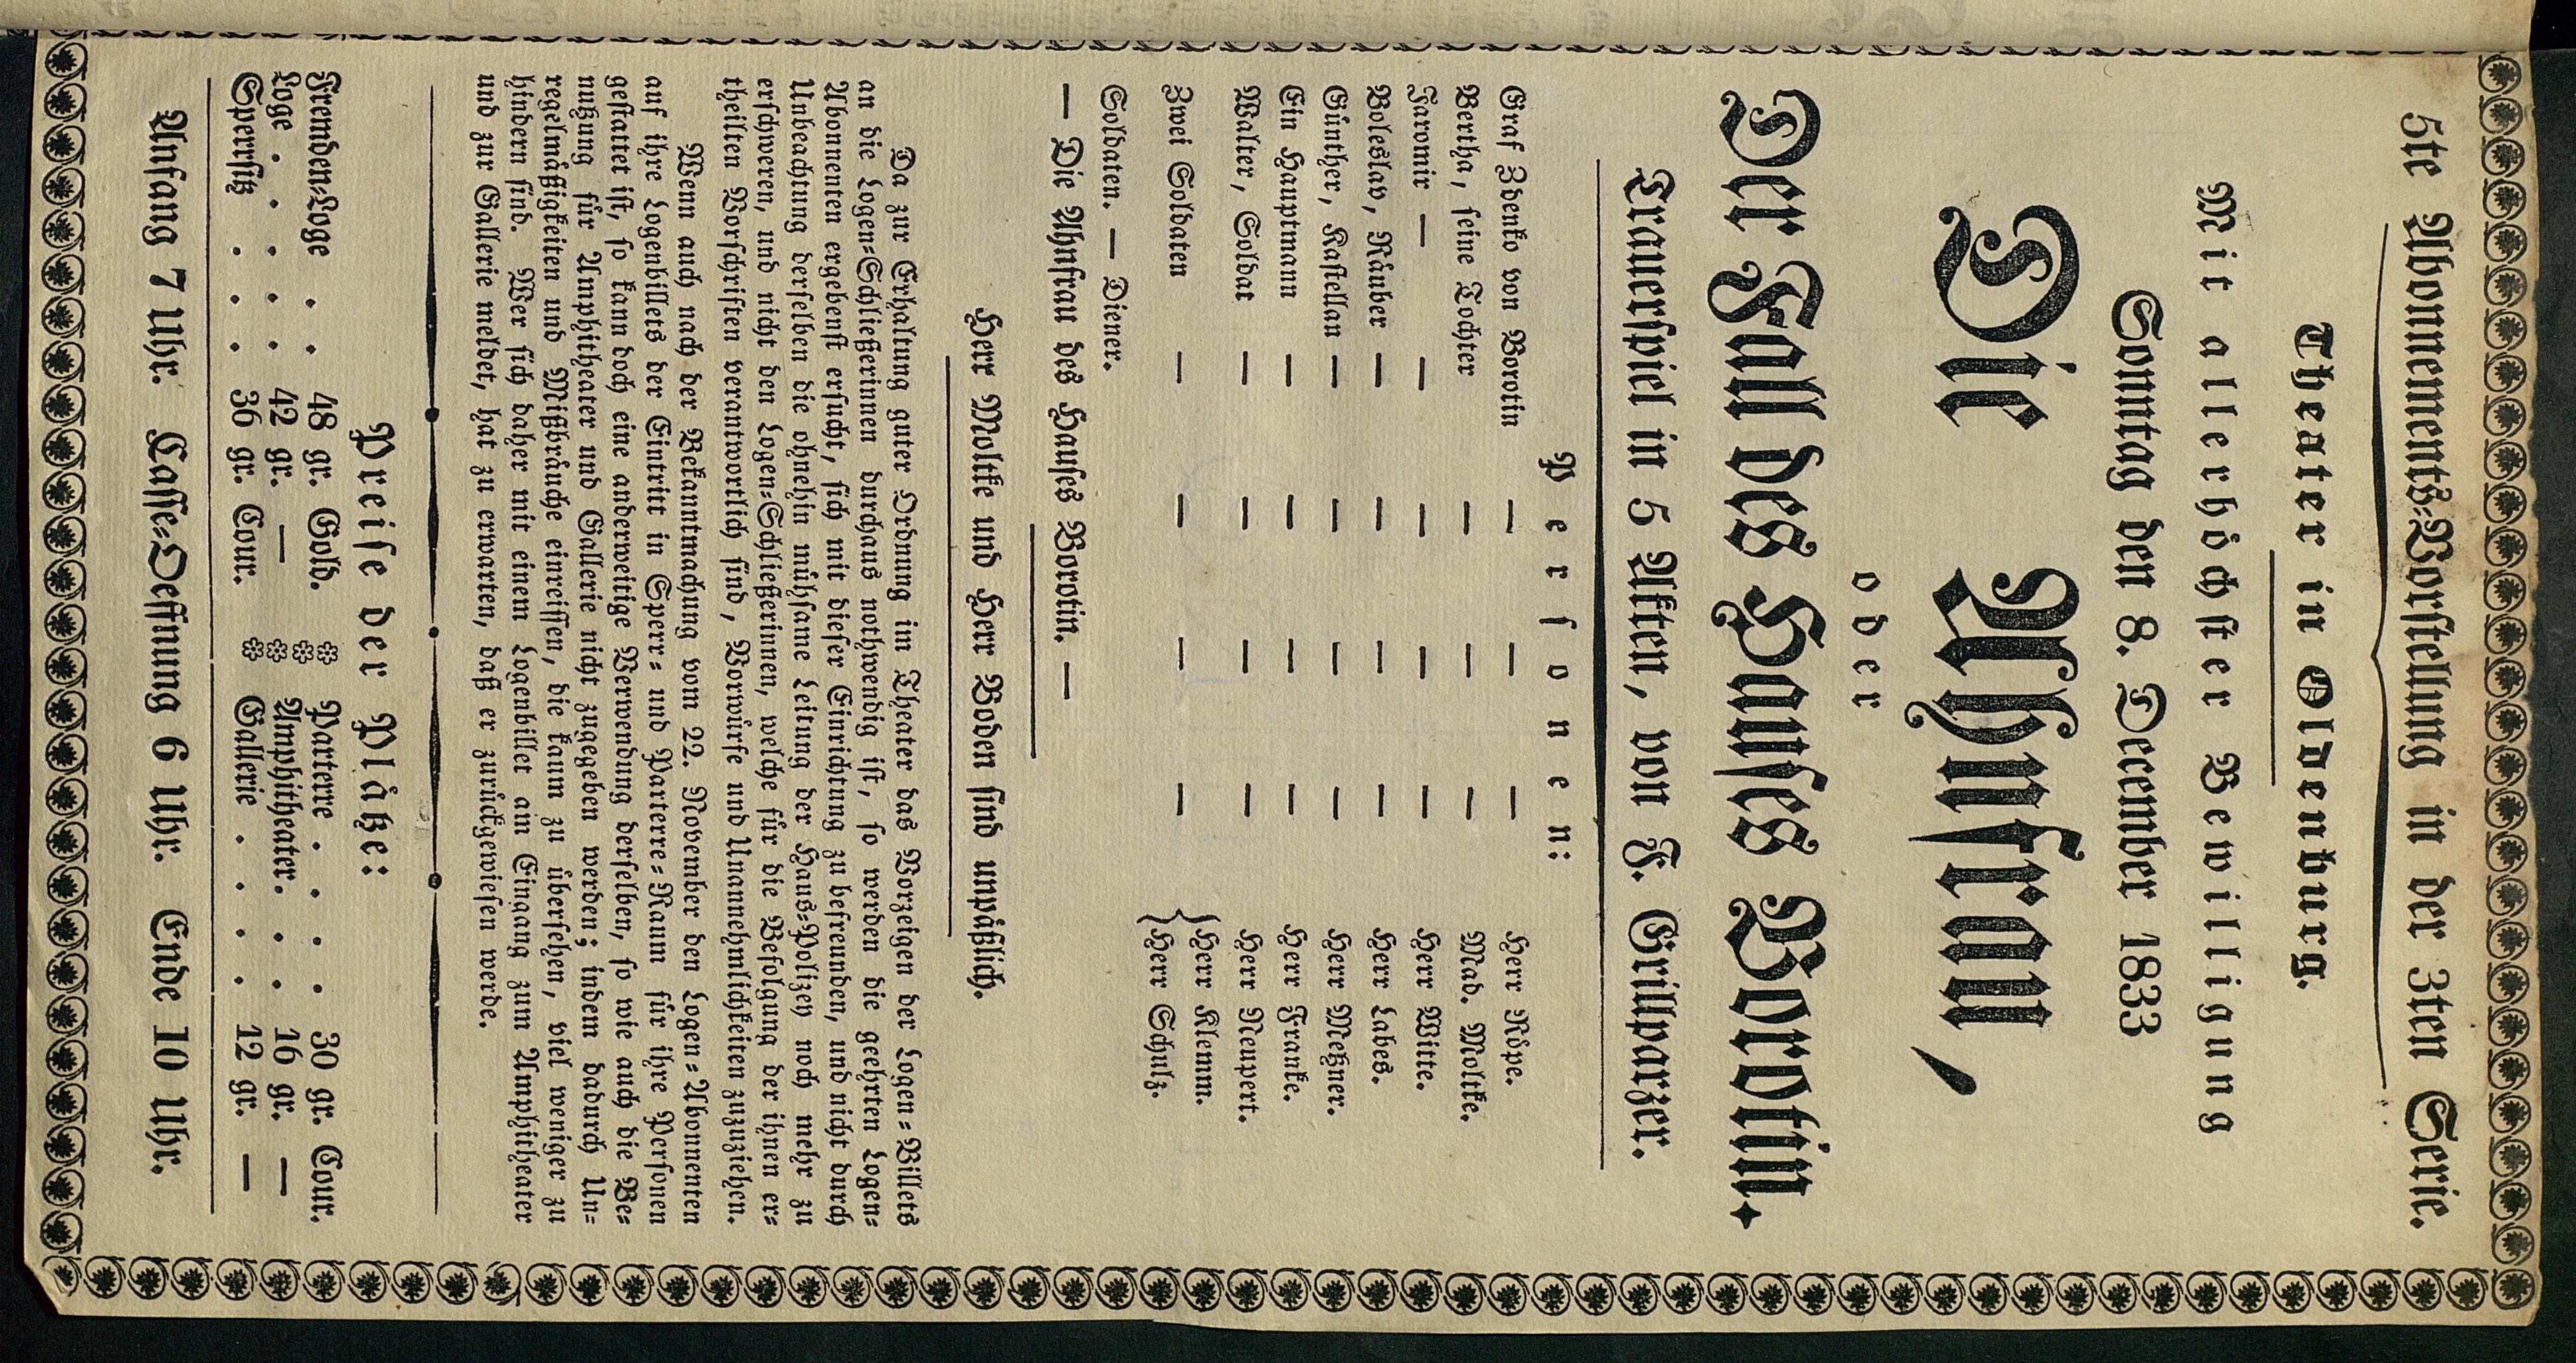 5te Abonnements-Vorstellung in der 3ten Serie.
Theater in Oldenburg.
Mit allerhöchster Bewilligung
Sonntag den 8. December 1833
Die Ahnfrau,
oder
Der Fall des Hauses Borotin.
Trauerspiel in 5 Akten, von F. Grillparzer.
Personen:
Graf Zdenko von Borotin — — — Herr Röpe.
Bertha, seine Tochter — — — Mad. Moltke.
Jaromir — — — — — Herr Witte.
Boleslav, Räuber — — — — Herr Labes.
Günther, Kastellan — — — — Herr Meßner.
Ein Hauptmann — — — — Herr Franke.
Walter, Soldat — — — — Herr Neupert.
Zwei Soldaten — — — — {Herr Klemm.
{Herr Schulz.
Soldaten. — Diener.
— Die Ahnfrau des Hauses Borotin. —
Herr Moltke und Herr Boden sind unpäßlich.
Da zur Erhaltung guter Ordnung im Theater das Vorzeigen der Logen-Billets
an die Logen-Schließerinnen durchaus nothwendig ist, so werden die geehrten Logen-
Abonnenten ergebenst ersucht, sich mit dieser Einrichtung zu befreunden, und nicht durch
Unbeachtung derselben die ohnehin mühsame Leitung der Haus-Polizey noch mehr zu
erschweren, und nicht den Logen-Schließerinnen, welche für die Befolgung der ihnen er-
theilten Vorschriften verantwortlich sind, Vorwürfe und Unannehmlichkeiten zuzuziehen.
Wenn auch nach der Bekanntmachung vom 22. November den Logen-Abonnenten
auf ihre Logenbillets der Eintritt in Sperr- und Parterre-Raum für ihre Personen
gestattet ist, so kann doch eine anderweitige Verwendung derselben, so wie auch die Be-
nutzung für Amphitheater und Gallerie nicht zugegeben werden; indem dadurch Un-
regelmäßigkeiten und Mißbräuche einreissen, die kaum zu übersehen, viel weniger zu
hindern sind. Wer sich daher mit einem Logenbillet am Eingang zum Amphitheater
und zur Gallerie meldet, hat zu erwarten, daß er zurückgewiesen werde.
Preise der Plätze:
Fremden-Loge . . 48 gr. Gold. Parterre . . . . 30 gr. Cour.
Loge . . . . . 42 gr. — Amphitheater. . . 16 gr. —
Sperrsitz . . . 36 gr. Cour. Gallerie . . . . 12 gr. —
Anfang 7 Uhr. Casse-Oeffnung 6 Uhr. Ende 10 Uhr.